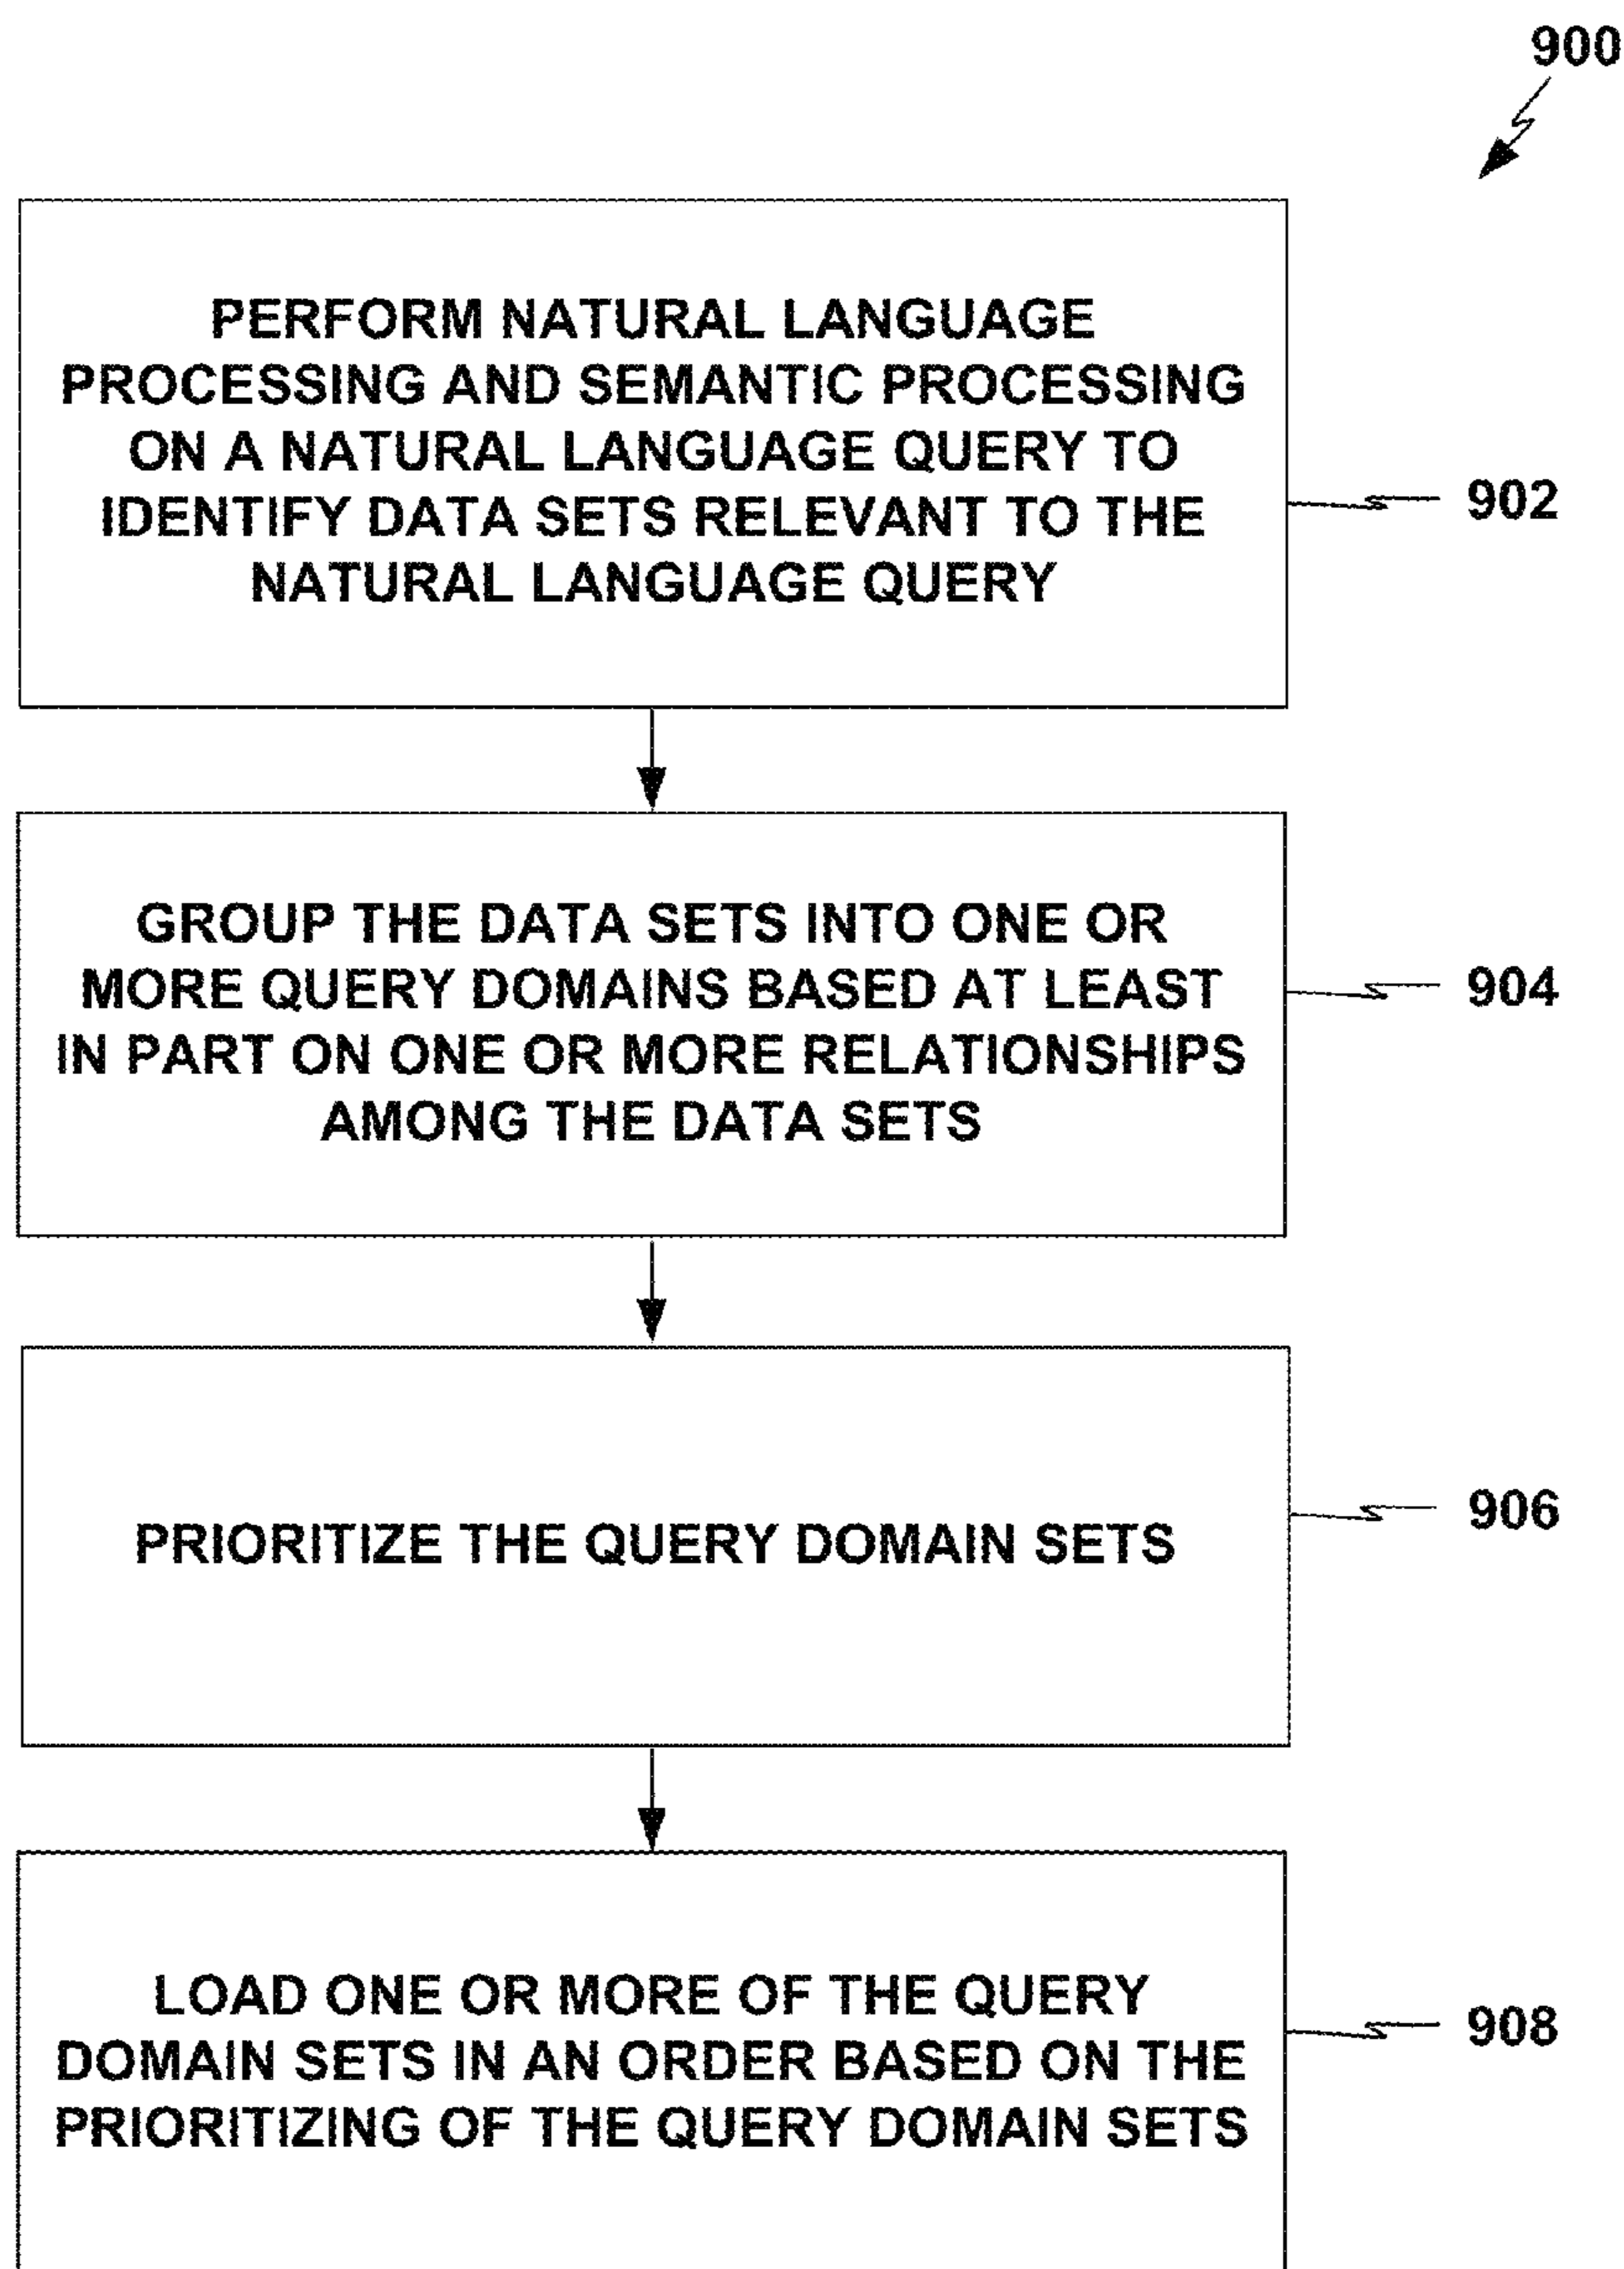 900
PERFORM NATURAL LANGUAGE
PROCESSING AND SEMANTIC PROCESSING
ON A NATURAL LANGUAGE QUERY TO
IDENTIFY DATA SETS RELEVANT TO THE
NATURAL LANGUAGE QUERY
902
GROUP THE DATA SETS INTO ONE OR
MORE QUERY DOMAINS BASED AT LEAST
IN PART ON ONE OR MORE RELATIONSHIPS
AMONG THE DATA SETS
904
PRIORITIZE THE QUERY DOMAIN SETS
906
LOAD ONE OR MORE OF THE QUERY
DOMAIN SETS IN AN ORDER BASED ON THE
PRIORITIZING OF THE QUERY DOMAIN SETS
908